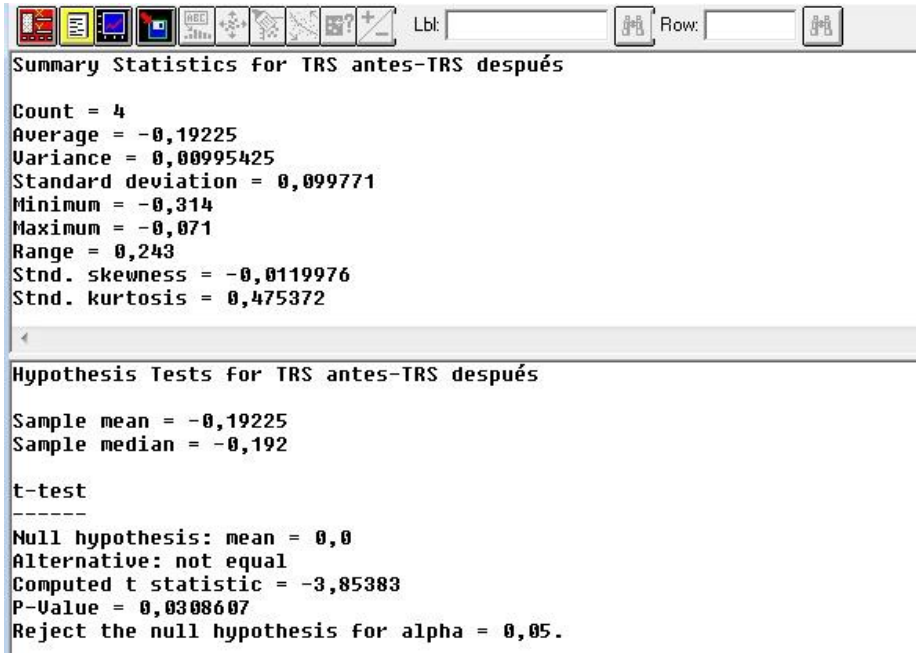 ABC
Lbl:
Row:
Summary Statistics for TRS antes-TRS después
Count = 4
Average = -0,19225
Variance = 0,00995425
Standard deviation = 0,099771
Minimum = -0,314
Maximum = -0,071
Range = 0,243
Stnd. skewness = -0,0119976
Stnd. kurtosis = 0,475372
Hypothesis Tests for TRS antes-TRS después
Sample mean = -0,19225
Sample median = -0,192
t-test
------
Null hypothesis: mean = 0,0
Alternative: not equal
Computed t statistic = -3,85383
P-Value = 0,0308607
Reject the null hypothesis for alpha = 0,05.